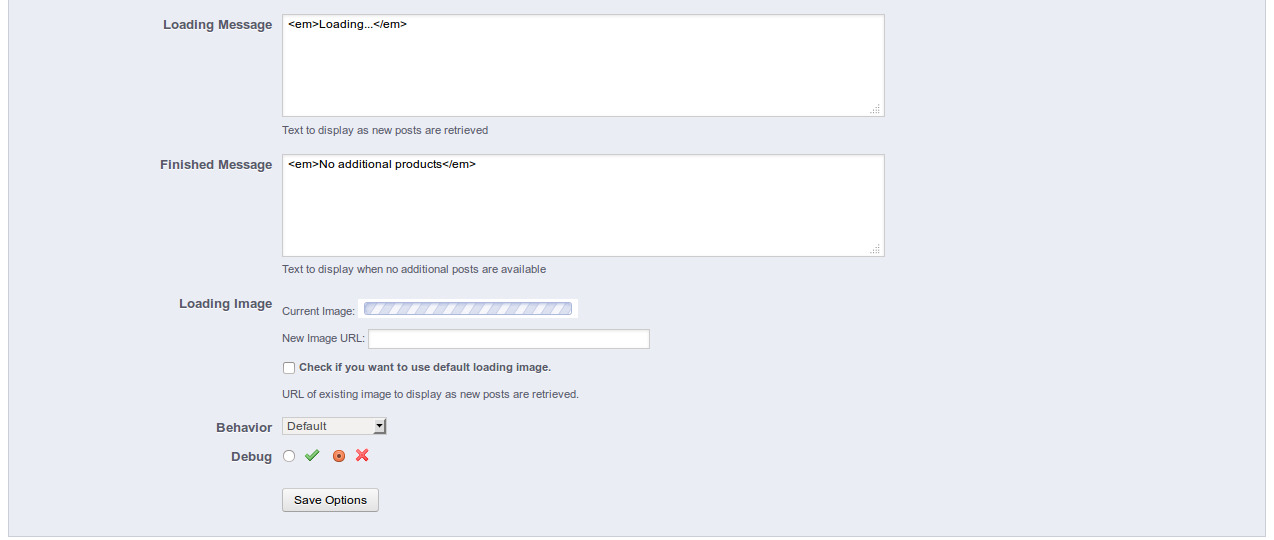 Loading Message
<em>Loading...</em>
Text to display as new posts are retrieved
Finished Message
<em>No additional products</em>
Text to display when no additional posts are available
Loading Image
Current Image:
New Image URL:
Check if you want to use default loading image.
URL of existing image to display as new posts are retrieved.
Behavior
Default
Debug
Save Options